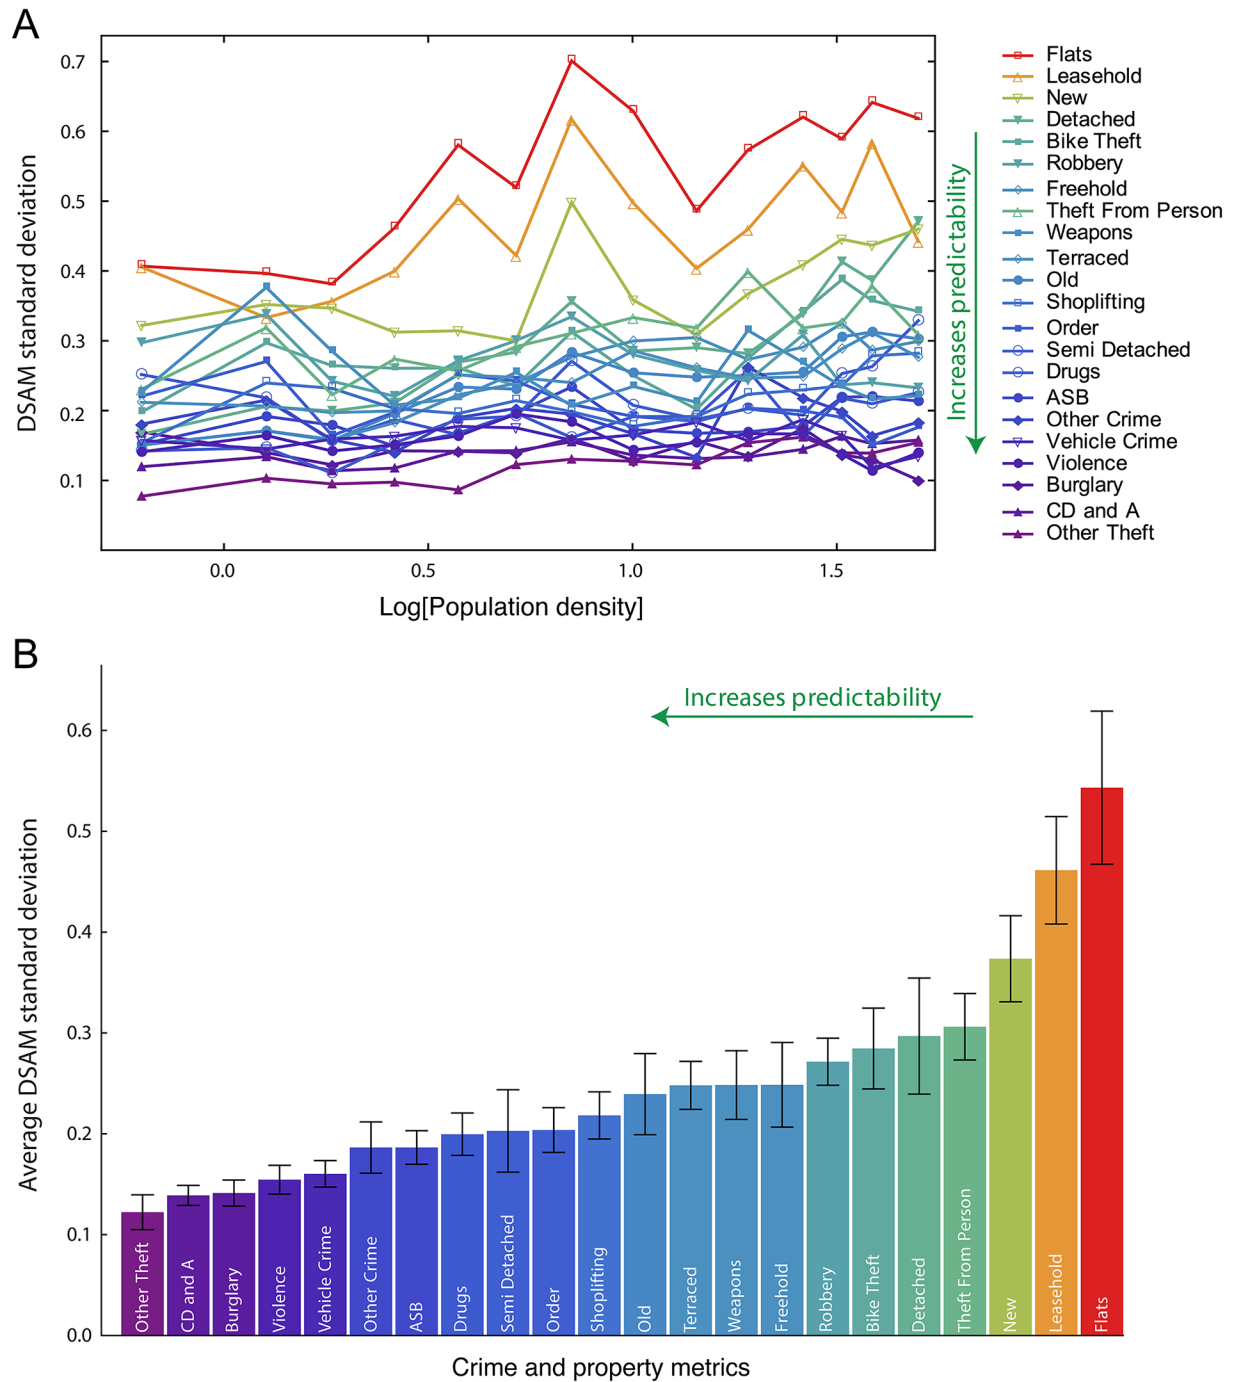 A
DSAM standard deviation
0.7
0.6
0.5
0.4
0.3
0.2
0.1
0.0
0.5
1.0
1.5
Log[Population density]
Increases predictability
Flats
Leasehold
New
Detached
Bike Theft
Robbery
Freehold
Theft From Person
Weapons
Terraced
Old
Shoplifting
Order
Semi Detached
Drugs
ASB
Other Crime
Vehicle Crime
Violence
Burglary
CD and A
Other Theft
B
Average DSAM standard deviation
0.6
0.5
0.4
0.3
0.2
0.1
0.0
Increases predictability
Other Theft
CD and A
Burglary
Violence
Vehicle Crime
Other Crime
ASB
Drugs
Semi Detached
Order
Shoplifting
Old
Terraced
Weapons
Freehold
Robbery
Bike Theft
Detached
Theft From Person
New
Leasehold
Flats
Crime and property metrics